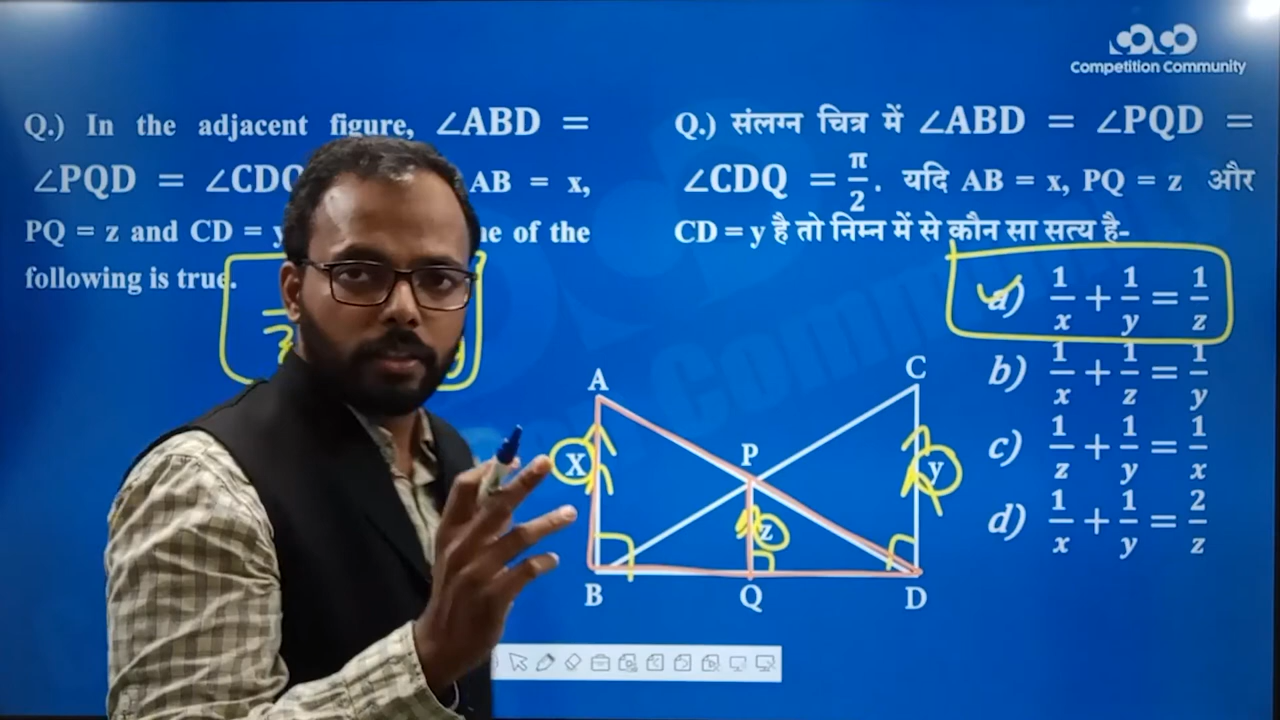 Competition Community
Q.) In the adjacent figure, ∠ABD =
∠PQD = ∠CDQ AB = x,
PQ = z and CD = y of the
following is true.
Q.) संलग्न चित्र में ∠ABD = ∠PQD =
∠CDQ = π/2. यदि AB = x, PQ = z और
CD = y है तो निम्न में से कौन सा सत्य है-
a) 1/x + 1/y = 1/z
b) 1/x + 1/z = 1/y
c) 1/z + 1/y = 1/x
d) 1/x + 1/y = 2/z
A
C
P
x
y
z
B
Q
D